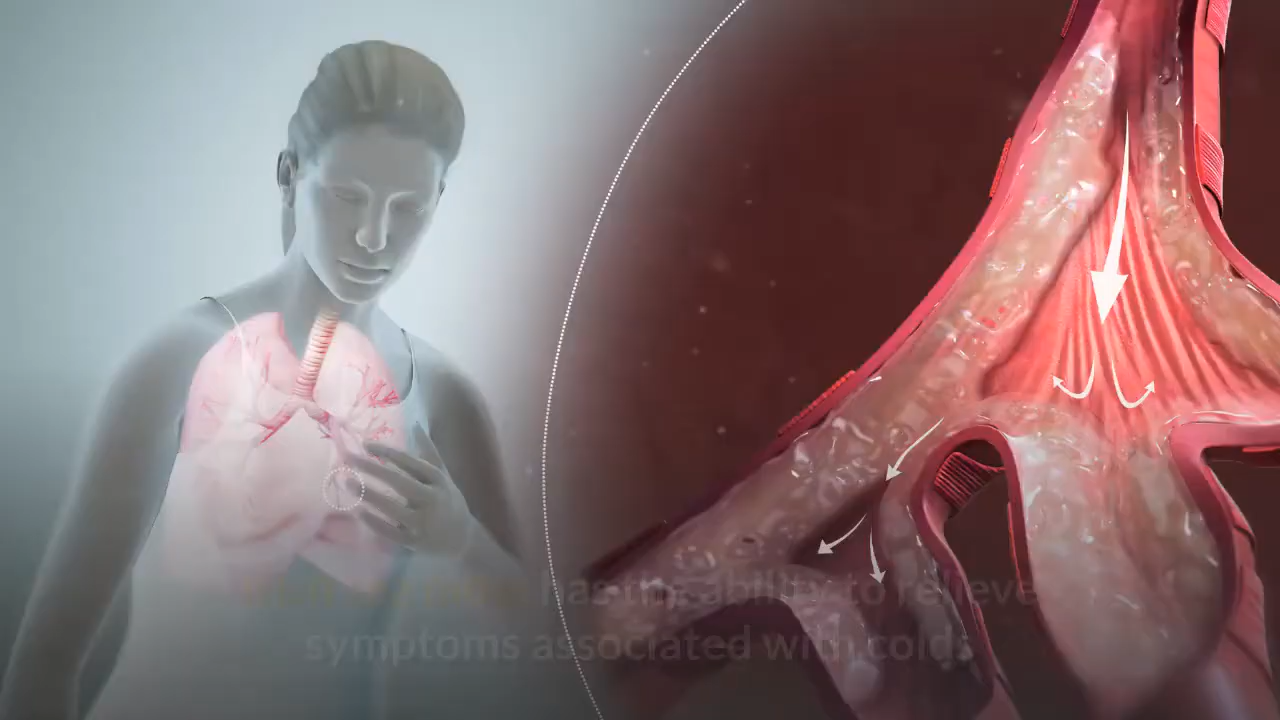 has the ability to relieve
symptoms associated with colds